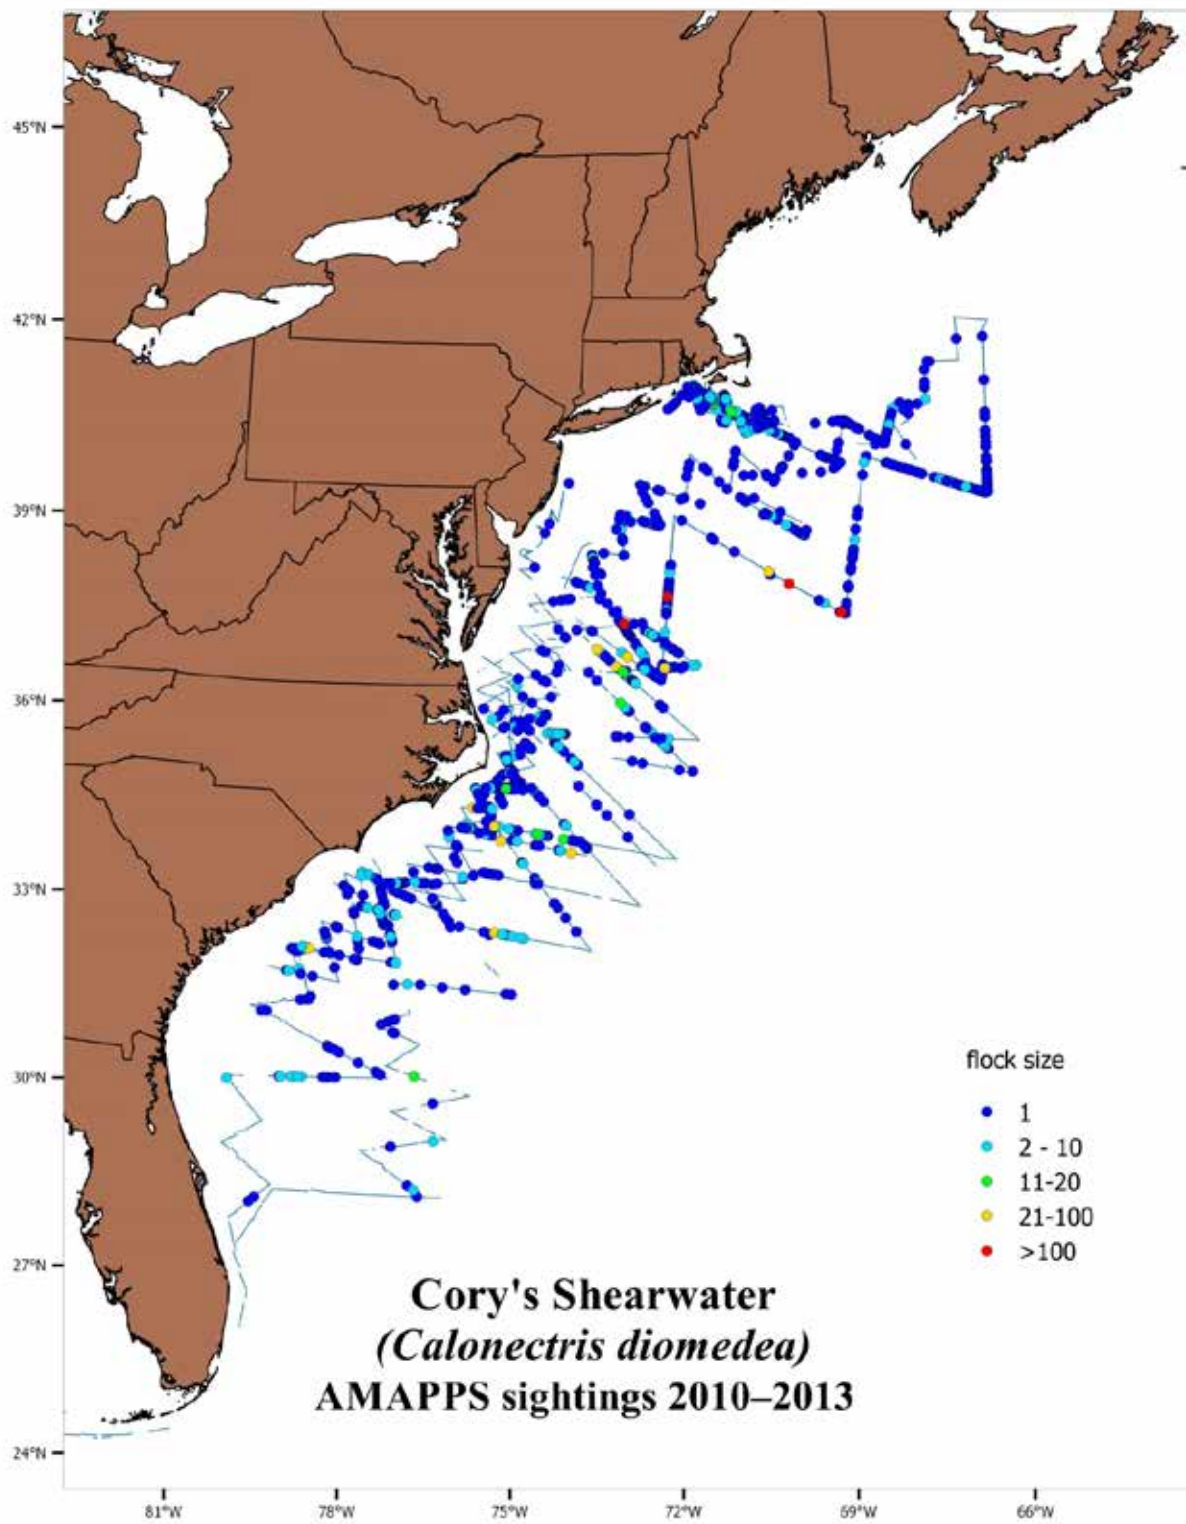 45°N
42°N
39°N
36°N
33°N
30°N
27°N
24°N
flock size
1
2 - 10
11-20
21-100
>100
Cory's Shearwater
(Calonectris diomedea)
AMAPPS sightings 2010–2013
81°W 78°W 75°W 72°W 69°W 66°W